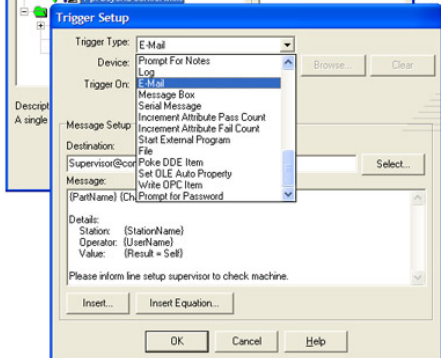 Trigger Setup
Trigger Type: E-Mail
Device: Prompt For Notes Browse... Clear
Log
Trigger On: E-Mail
Message Box
Serial Message
Increment Attribute Pass Count
Increment Attribute Fail Count
Start External Program
File
Poke DDE Item
Set OLE Auto Property
Write OPC Item
Prompt for Password
Descript
A single
Message Setup
Destination:
Supervisor@cor Select...
Message:
{PartName} {Cha
Details:
Station: {StationName}
Operator: {UserName}
Value: {Result = Self}
Please inform line setup supervisor to check machine.
Insert... Insert Equation...
OK Cancel Help